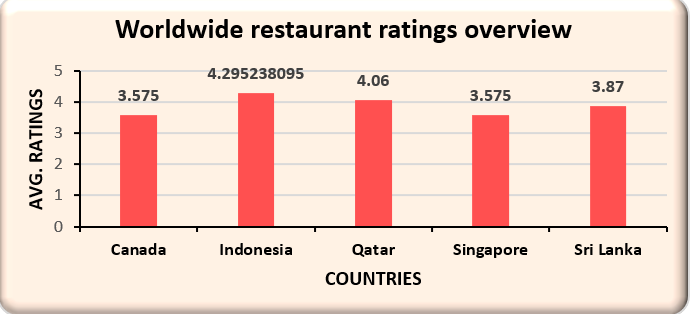 Worldwide restaurant ratings overview
AVG. RATINGS
5
4
3
2
1
0
3.575
4.295238095
4.06
3.575
3.87
Canada Indonesia Qatar Singapore Sri Lanka
COUNTRIES